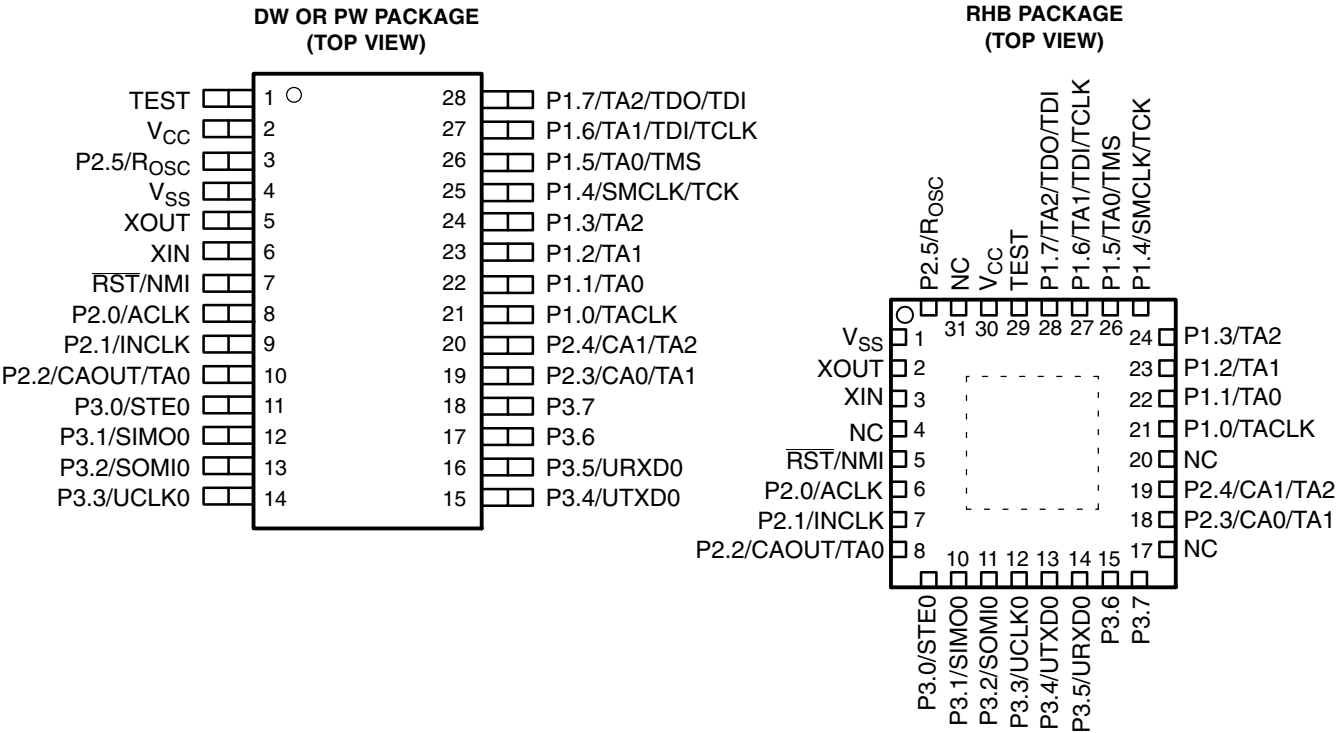 DW OR PW PACKAGE
(TOP VIEW)
TEST 1 28 P1.7/TA2/TDO/TDI
VCC 2 27 P1.6/TA1/TDI/TCLK
P2.5/ROSC 3 26 P1.5/TA0/TMS
VSS 4 25 P1.4/SMCLK/TCK
XOUT 5 24 P1.3/TA2
XIN 6 23 P1.2/TA1
RST/NMI 7 22 P1.1/TA0
P2.0/ACLK 8 21 P1.0/TACLK
P2.1/INCLK 9 20 P2.4/CA1/TA2
P2.2/CAOUT/TA0 10 19 P2.3/CA0/TA1
P3.0/STE0 11 18 P3.7
P3.1/SIMO0 12 17 P3.6
P3.2/SOMI0 13 16 P3.5/URXD0
P3.3/UCLK0 14 15 P3.4/UTXD0
RHB PACKAGE
(TOP VIEW)
P2.5/ROSC
NC
VCC
TEST
P1.7/TA2/TDO/TDI
P1.6/TA1/TDI/TCLK
P1.5/TA0/TMS
P1.4/SMCLK/TCK
31 30 29 28 27 26
VSS 1 24 P1.3/TA2
XOUT 2 23 P1.2/TA1
XIN 3 22 P1.1/TA0
NC 4 21 P1.0/TACLK
RST/NMI 5 20 NC
P2.0/ACLK 6 19 P2.4/CA1/TA2
P2.1/INCLK 7 18 P2.3/CA0/TA1
P2.2/CAOUT/TA0 8 17 NC
10 11 12 13 14 15
P3.0/STE0
P3.1/SIMO0
P3.2/SOMI0
P3.3/UCLK0
P3.4/UTXD0
P3.5/URXD0
P3.6
P3.7